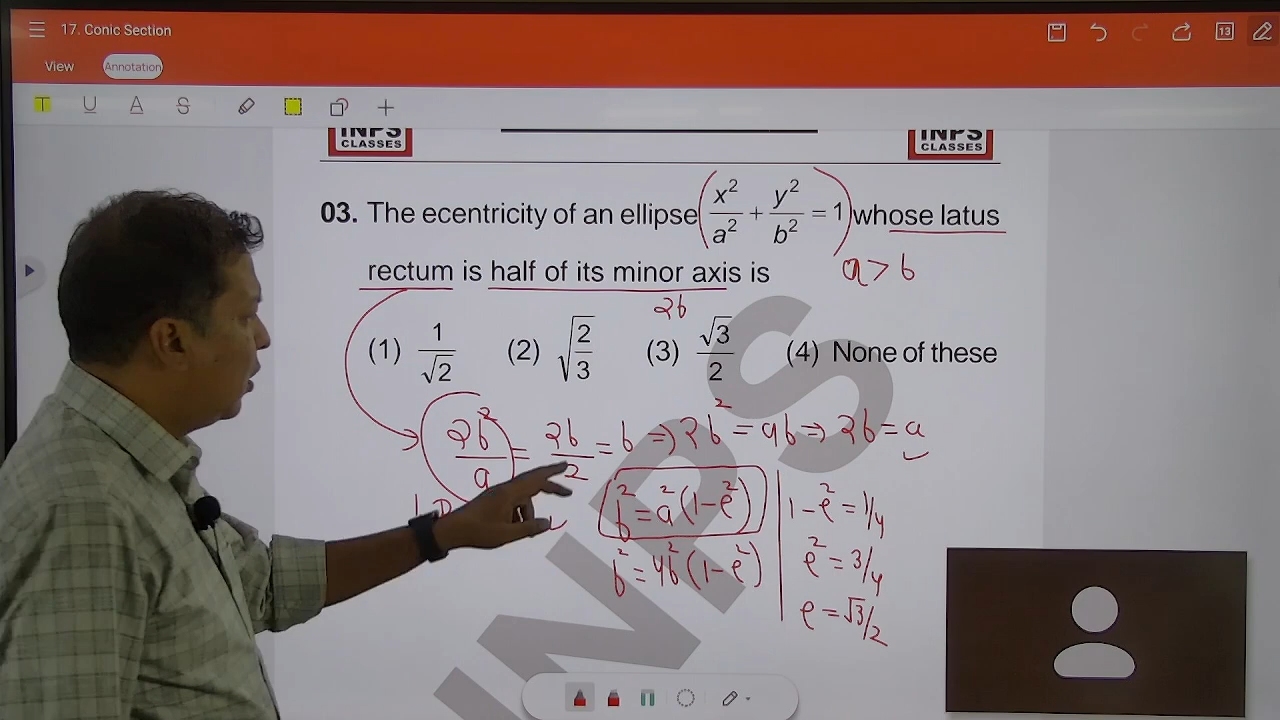 17. Conic Section
13
View
Annotation
T U A S
INPS
CLASSES
INPS
CLASSES
03. The ecentricity of an ellipse (x²/a² + y²/b² = 1) whose latus
a > b
rectum is half of its minor axis is
2b
(1) 1/√2 (2) √(2/3) (3) √3/2 (4) None of these
2b²/a = 2b/2 = b ⇒ 2b² = ab ⇒ 2b = a
b² = a²(1-e²)
b² = 4b²(1-e²)
1-e² = 1/4
e² = 3/4
e = √3/2
INPS